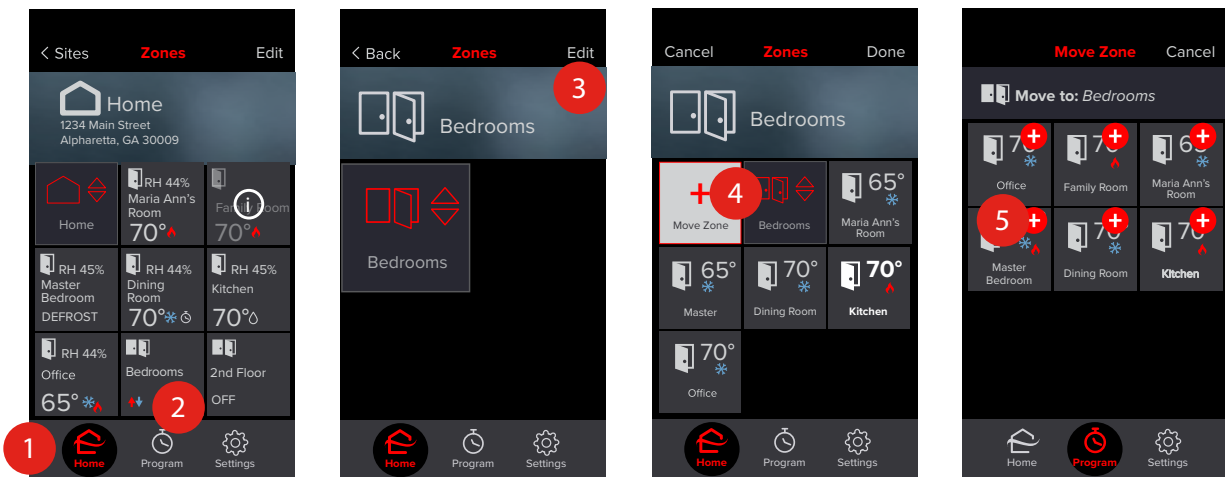 < Sites Zones Edit
Home
1234 Main Street
Alpharetta, GA 30009
Home
RH 44%
Maria Ann's
Room
70°
i
Family Room
70°
RH 45%
Master
Bedroom
DEFROST
RH 44%
Dining
Room
70°
RH 45%
Kitchen
70°
RH 44%
Office
65°
Bedrooms
2
2nd Floor
OFF
1
Home Program Settings
< Back Zones Edit
3
Bedrooms
Bedrooms
Home Program Settings
Cancel Zones Done
Bedrooms
+
4
Move Zone
Bedrooms
65°
Maria Ann's
Room
65°
Master
70°
Dining Room
70°
Kitchen
70°
Office
Home Program Settings
Move Zone Cancel
Move to: Bedrooms
70° +
Office
7 +
Family Room
6 +
Maria Ann's
Room
5
+
Master
Bedroom
70° +
Dining Room
70 +
KItchen
Home Program Settings